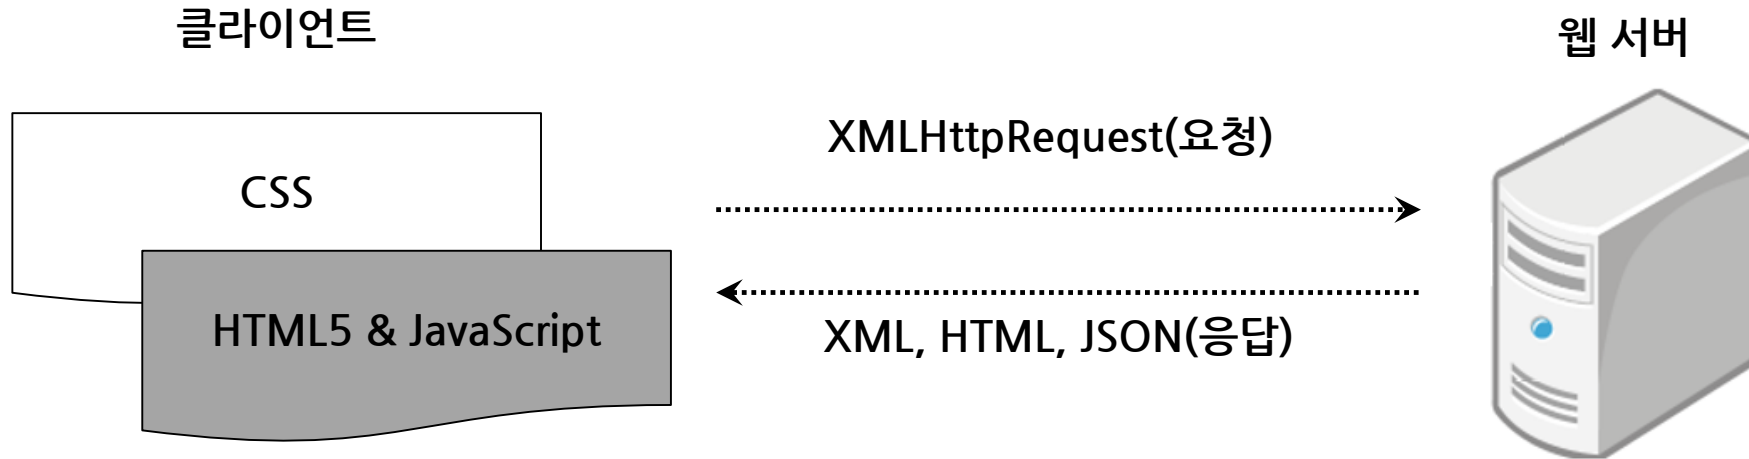 클라이언트
웹 서버
XMLHttpRequest(요청)
CSS
HTML5 & JavaScript
XML, HTML, JSON(응답)